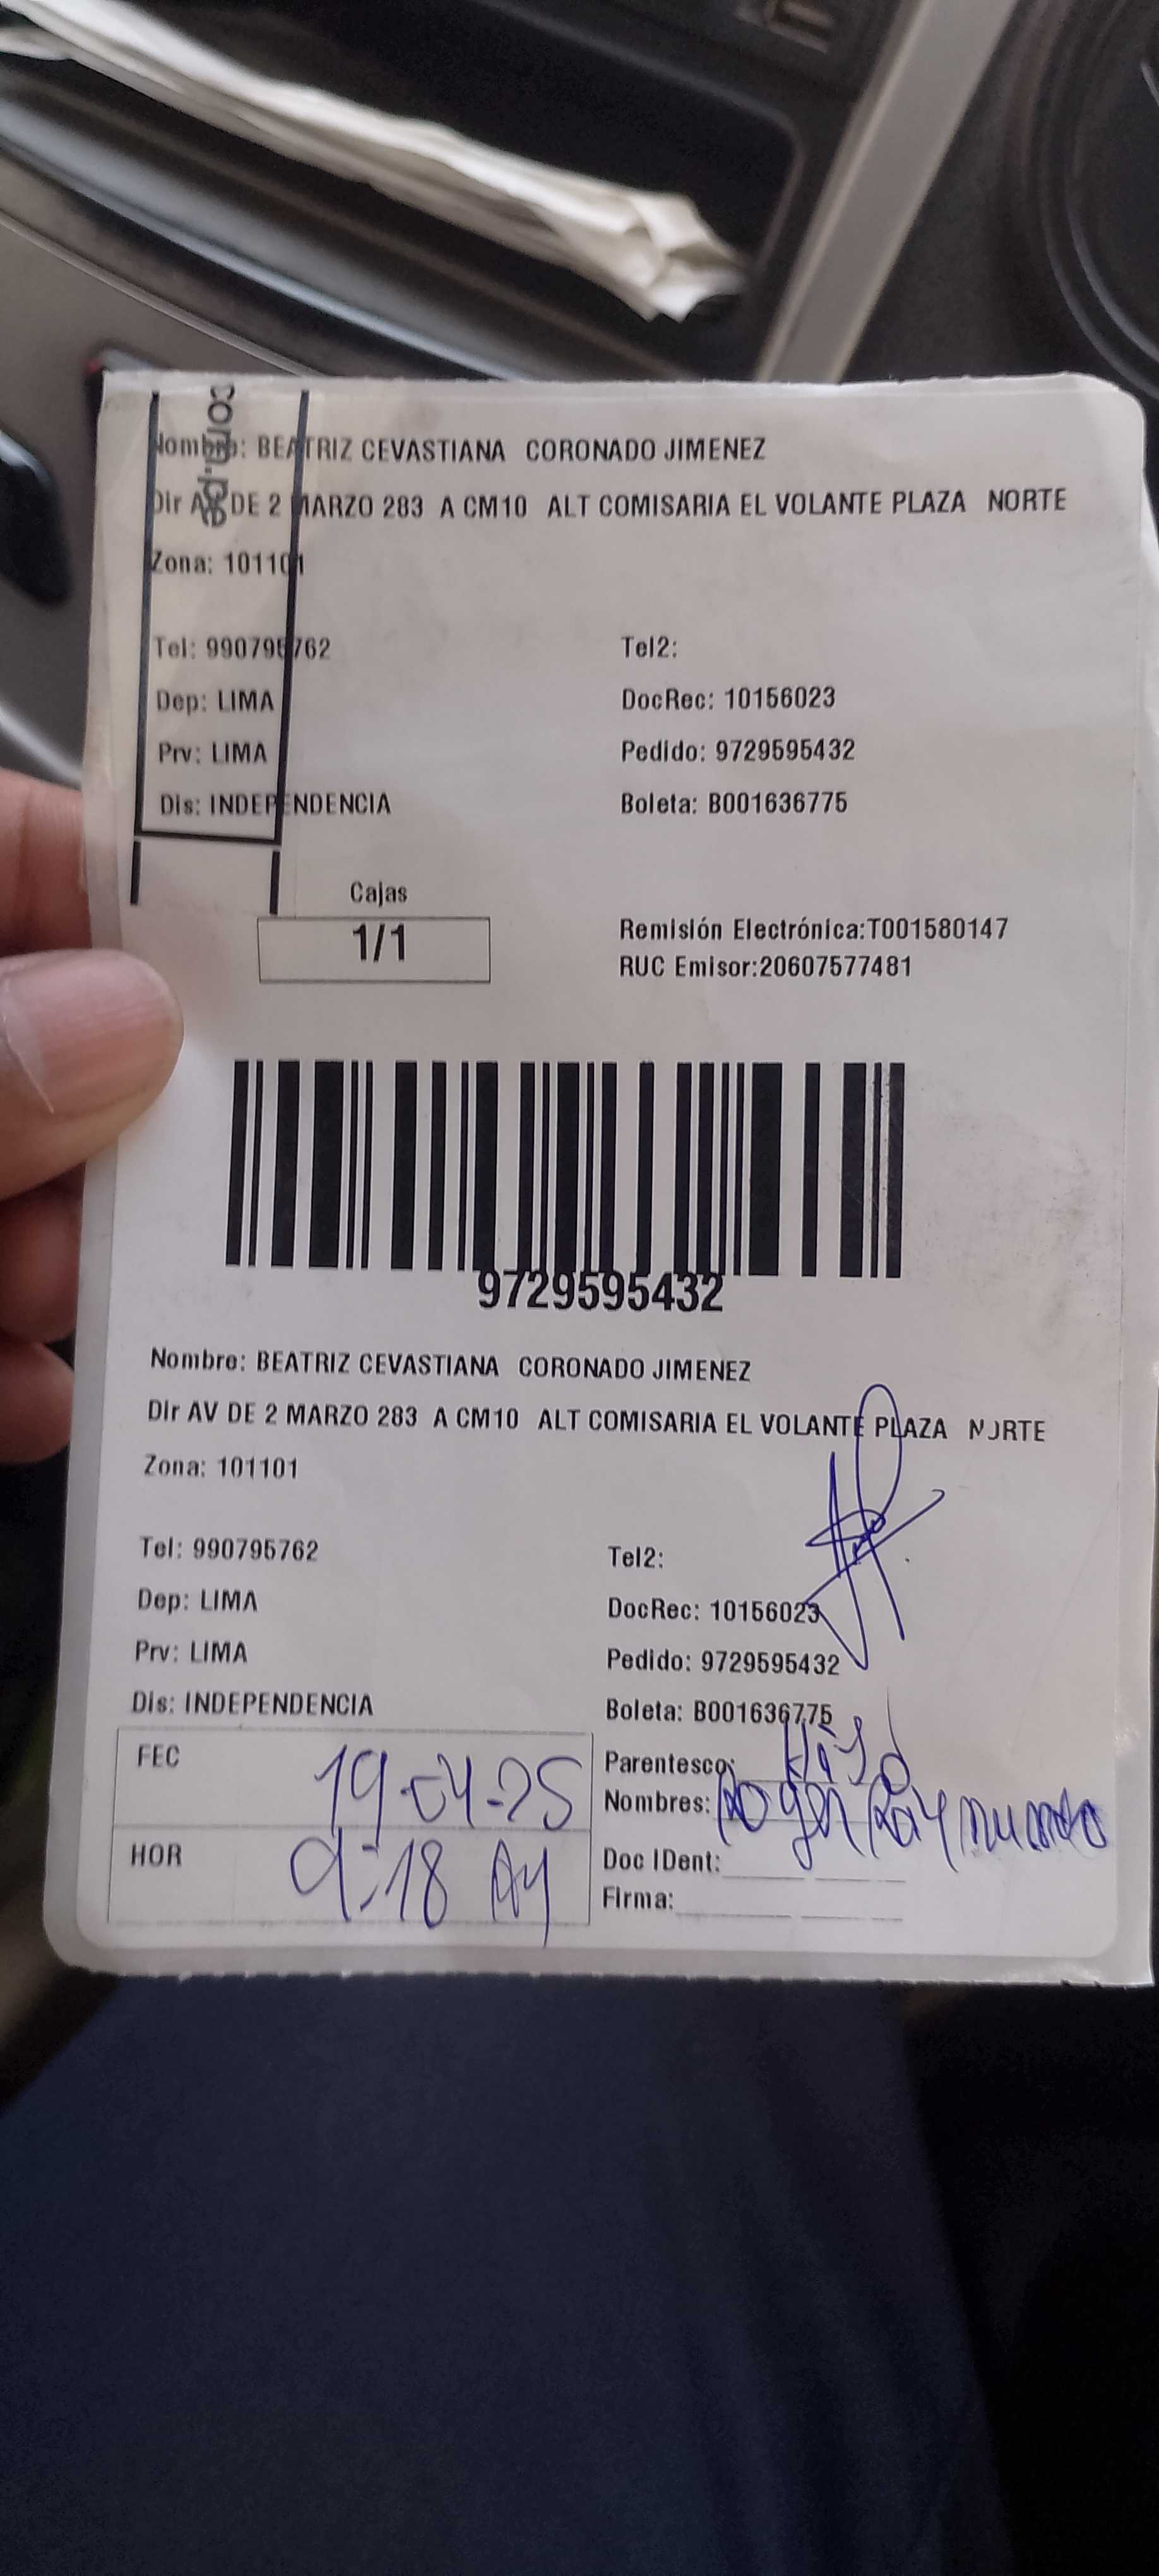 com.pe
Nombre: BEATRIZ CEVASTIANA CORONADO JIMENEZ
Dir AV DE 2 MARZO 283 A CM10 ALT COMISARIA EL VOLANTE PLAZA NORTE
Zona: 101101
Tel: 990795762 Tel2:
Dep: LIMA DocRec: 10156023
Prv: LIMA Pedido: 9729595432
Dis: INDEPENDENCIA Boleta: B001636775
Cajas
1/1
Remisión Electrónica:T001580147
RUC Emisor:20607577481
9729595432
Nombre: BEATRIZ CEVASTIANA CORONADO JIMENEZ
Dir AV DE 2 MARZO 283 A CM10 ALT COMISARIA EL VOLANTE PLAZA NORTE
Zona: 101101
Tel: 990795762 Tel2:
Dep: LIMA DocRec: 10156023
Prv: LIMA Pedido: 9729595432
Dis: INDEPENDENCIA Boleta: B001636775
FEC 19-04-25 Parentesco: Hijo
Nombres: Roger Raymundo
HOR 9:18 AM Doc IDent:
Firma: